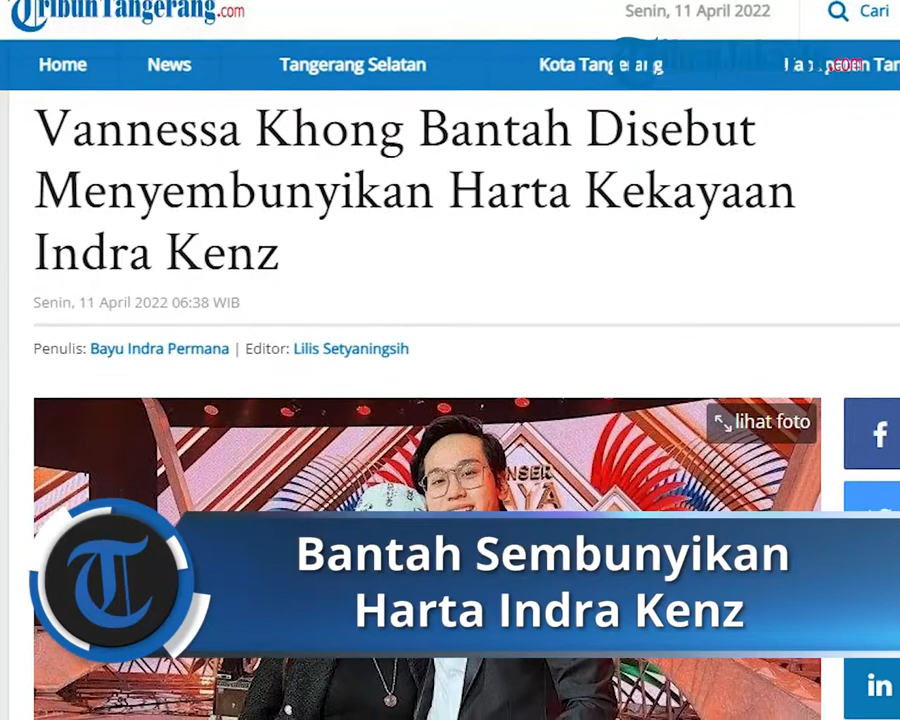 TribunTangerang.com
Senin, 11 April 2022
Cari
Home News Tangerang Selatan Kota Tangerang
Vannessa Khong Bantah Disebut
Menyembunyikan Harta Kekayaan
Indra Kenz
Senin, 11 April 2022 06:38 WIB
Penulis: Bayu Indra Permana | Editor: Lilis Setyaningsih
lihat foto
Bantah Sembunyikan
Harta Indra Kenz